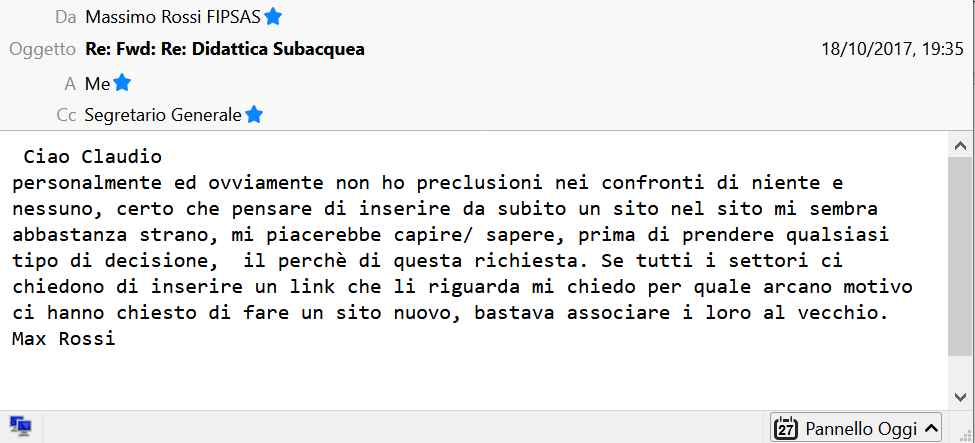 Da Massimo Rossi FIPSAS
Oggetto Re: Fwd: Re: Didattica Subacquea 18/10/2017, 19:35
A Me
Cc Segretario Generale
Ciao Claudio
personalmente ed ovviamente non ho preclusioni nei confronti di niente e
nessuno, certo che pensare di inserire da subito un sito nel sito mi sembra
abbastanza strano, mi piacerebbe capire/ sapere, prima di prendere qualsiasi
tipo di decisione,  il perchè di questa richiesta. Se tutti i settori ci
chiedono di inserire un link che li riguarda mi chiedo per quale arcano motivo
ci hanno chiesto di fare un sito nuovo, bastava associare i loro al vecchio.
Max Rossi
27 Pannello Oggi